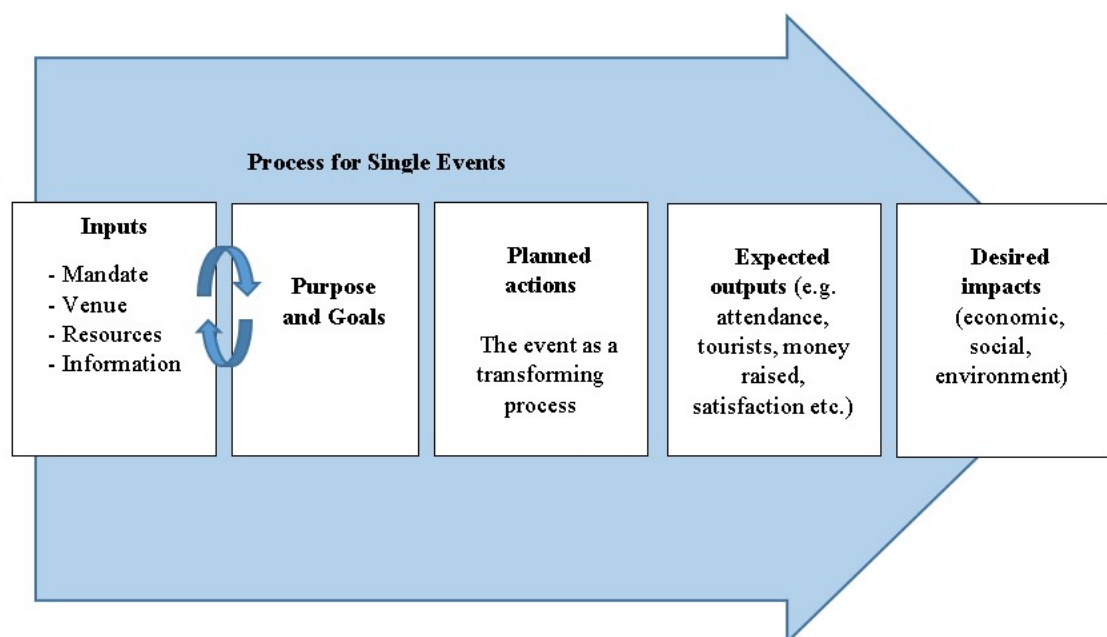 Process for Single Events
Inputs
- Mandate
- Venue
- Resources
- Information
Purpose
and Goals
Planned
actions
The event as a
transforming
process
Expected
outputs (e.g.
attendance,
tourists, money
raised,
satisfaction etc.)
Desired
impacts
(economic,
social,
environment)